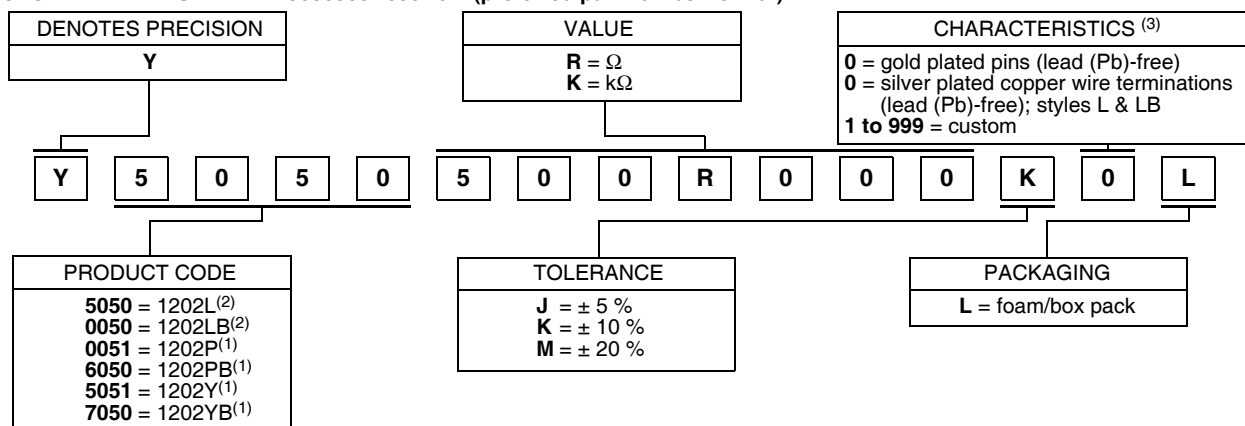 DENOTES PRECISION
Y
VALUE
R = Ω
K = kΩ
CHARACTERISTICS (3)
0 = gold plated pins (lead (Pb)-free)
0 = silver plated copper wire terminations
(lead (Pb)-free); styles L & LB
1 to 999 = custom
Y 5 0 5 0 5 0 0 R 0 0 0 K 0 L
PRODUCT CODE
5050 = 1202L(2)
0050 = 1202LB(2)
0051 = 1202P(1)
6050 = 1202PB(1)
5051 = 1202Y(1)
7050 = 1202YB(1)
TOLERANCE
J = ± 5 %
K = ± 10 %
M = ± 20 %
PACKAGING
L = foam/box pack